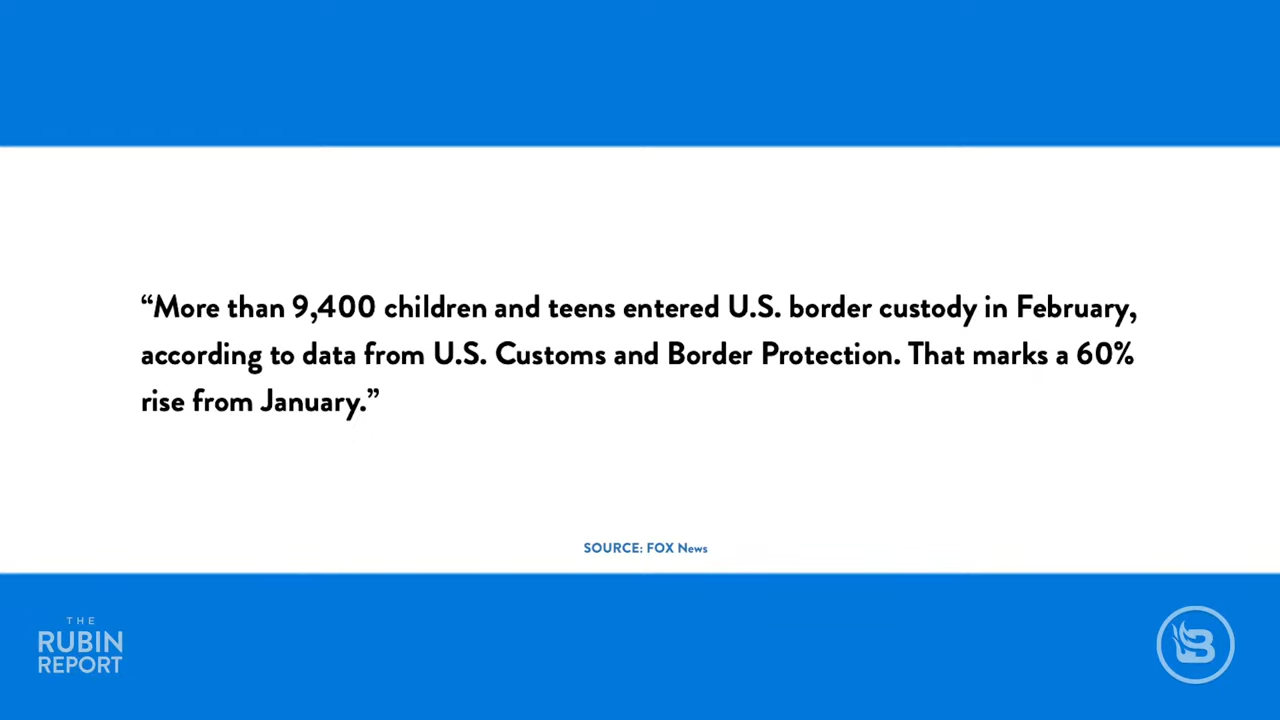 “More than 9,400 children and teens entered U.S. border custody in February,
according to data from U.S. Customs and Border Protection. That marks a 60%
rise from January.”
SOURCE: FOX News
THE
RUBIN
REPORT
B